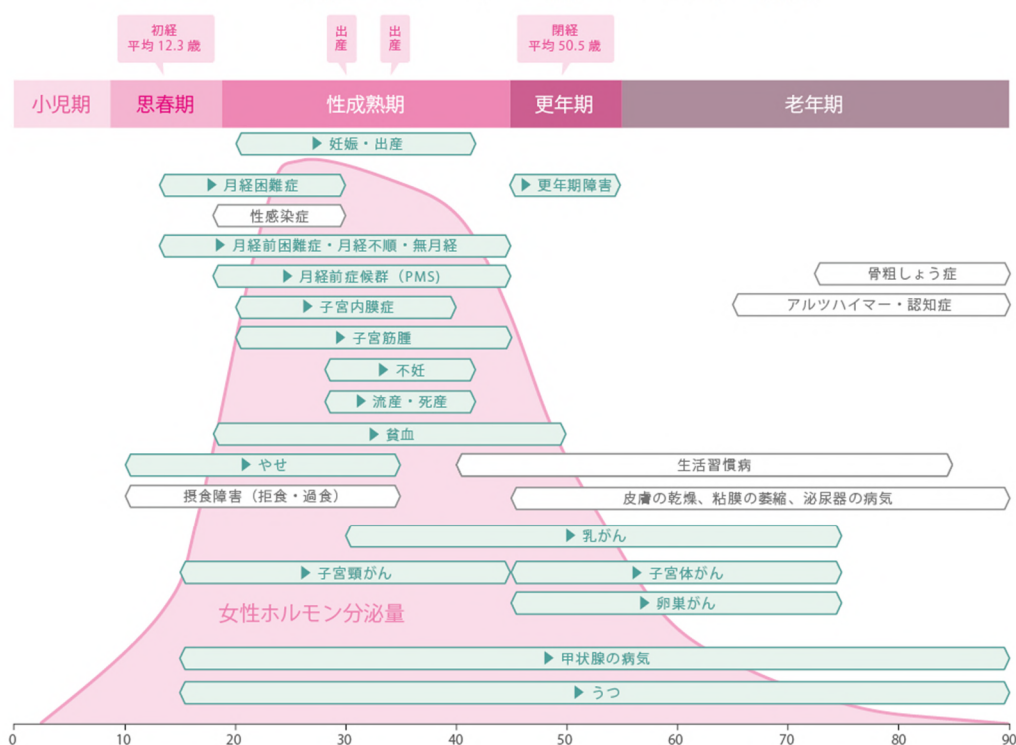 初経
平均 12.3 歳
出産
出産
閉経
平均 50.5 歳
小児期
思春期
性成熟期
更年期
老年期
▶ 妊娠・出産
▶ 月経困難症
▶ 更年期障害
性感染症
▶ 月経前困難症・月経不順・無月経
▶ 月経前症候群（PMS)
骨粗しょう症
▶ 子宮内膜症
アルツハイマー・認知症
▶ 子宮筋腫
▶ 不妊
▶ 流産・死産
▶ 貧血
▶ やせ
生活習慣病
摂食障害（拒食・過食）
皮膚の乾燥、粘膜の萎縮、泌尿器の病気
▶ 乳がん
▶ 子宮頸がん
▶ 子宮体がん
▶ 卵巣がん
女性ホルモン分泌量
▶ 甲状腺の病気
▶ うつ
0 10 20 30 40 50 60 70 80 90